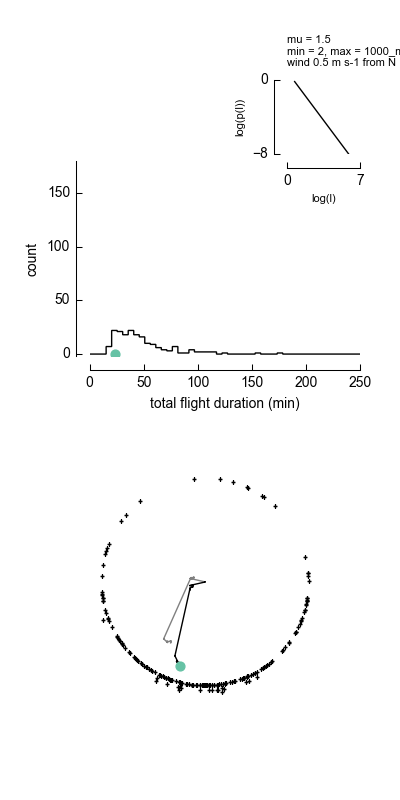 mu = 1.5
min = 2, max = 1000_m
wind 0.5 m s-1 from N
0
log(p(l))
−8
0
7
log(l)
150
100
50
0
count
0
50
100
150
200
250
total flight duration (min)